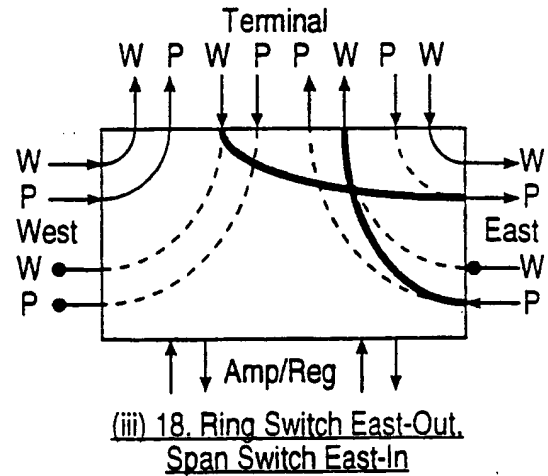 Terminal
W P W P P W P W
W W
P P
West East
W W
P P
Amp/Reg
(iii) 18. Ring Switch East-Out,
Span Switch East-In